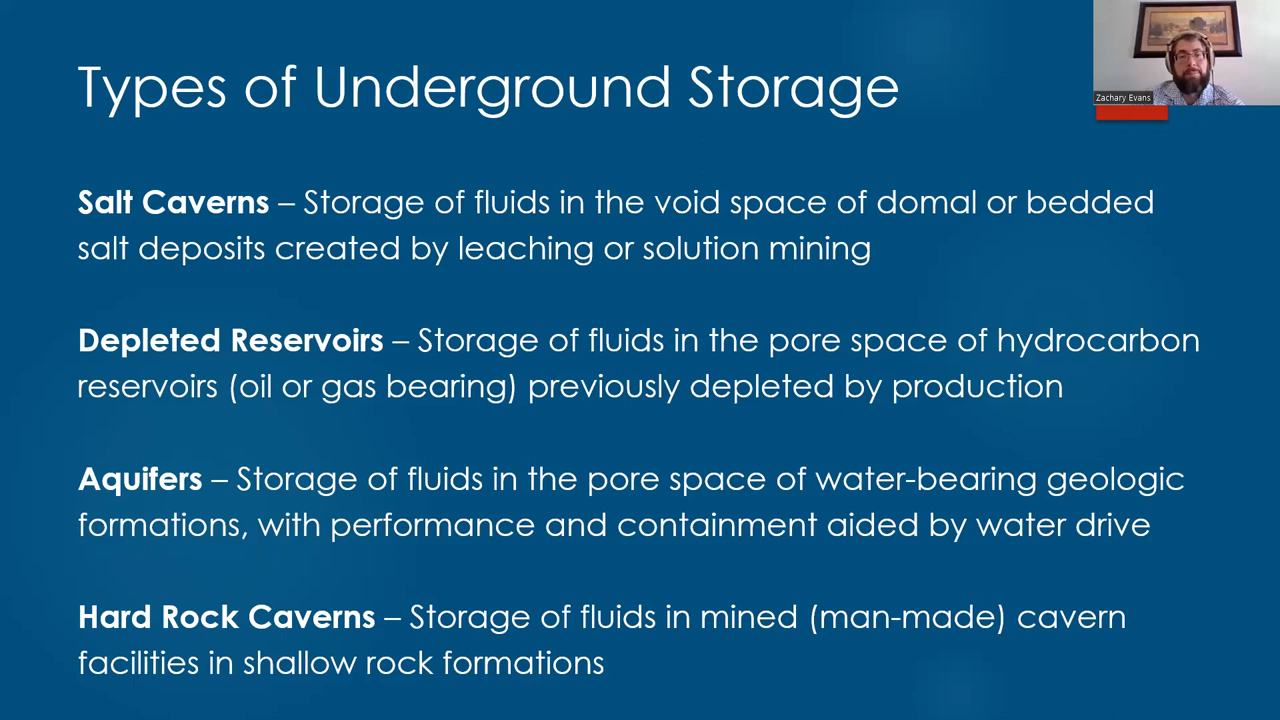 Types of Underground Storage
Zachary Evans
Salt Caverns – Storage of fluids in the void space of domal or bedded
salt deposits created by leaching or solution mining
Depleted Reservoirs – Storage of fluids in the pore space of hydrocarbon
reservoirs (oil or gas bearing) previously depleted by production
Aquifers – Storage of fluids in the pore space of water-bearing geologic
formations, with performance and containment aided by water drive
Hard Rock Caverns – Storage of fluids in mined (man-made) cavern
facilities in shallow rock formations